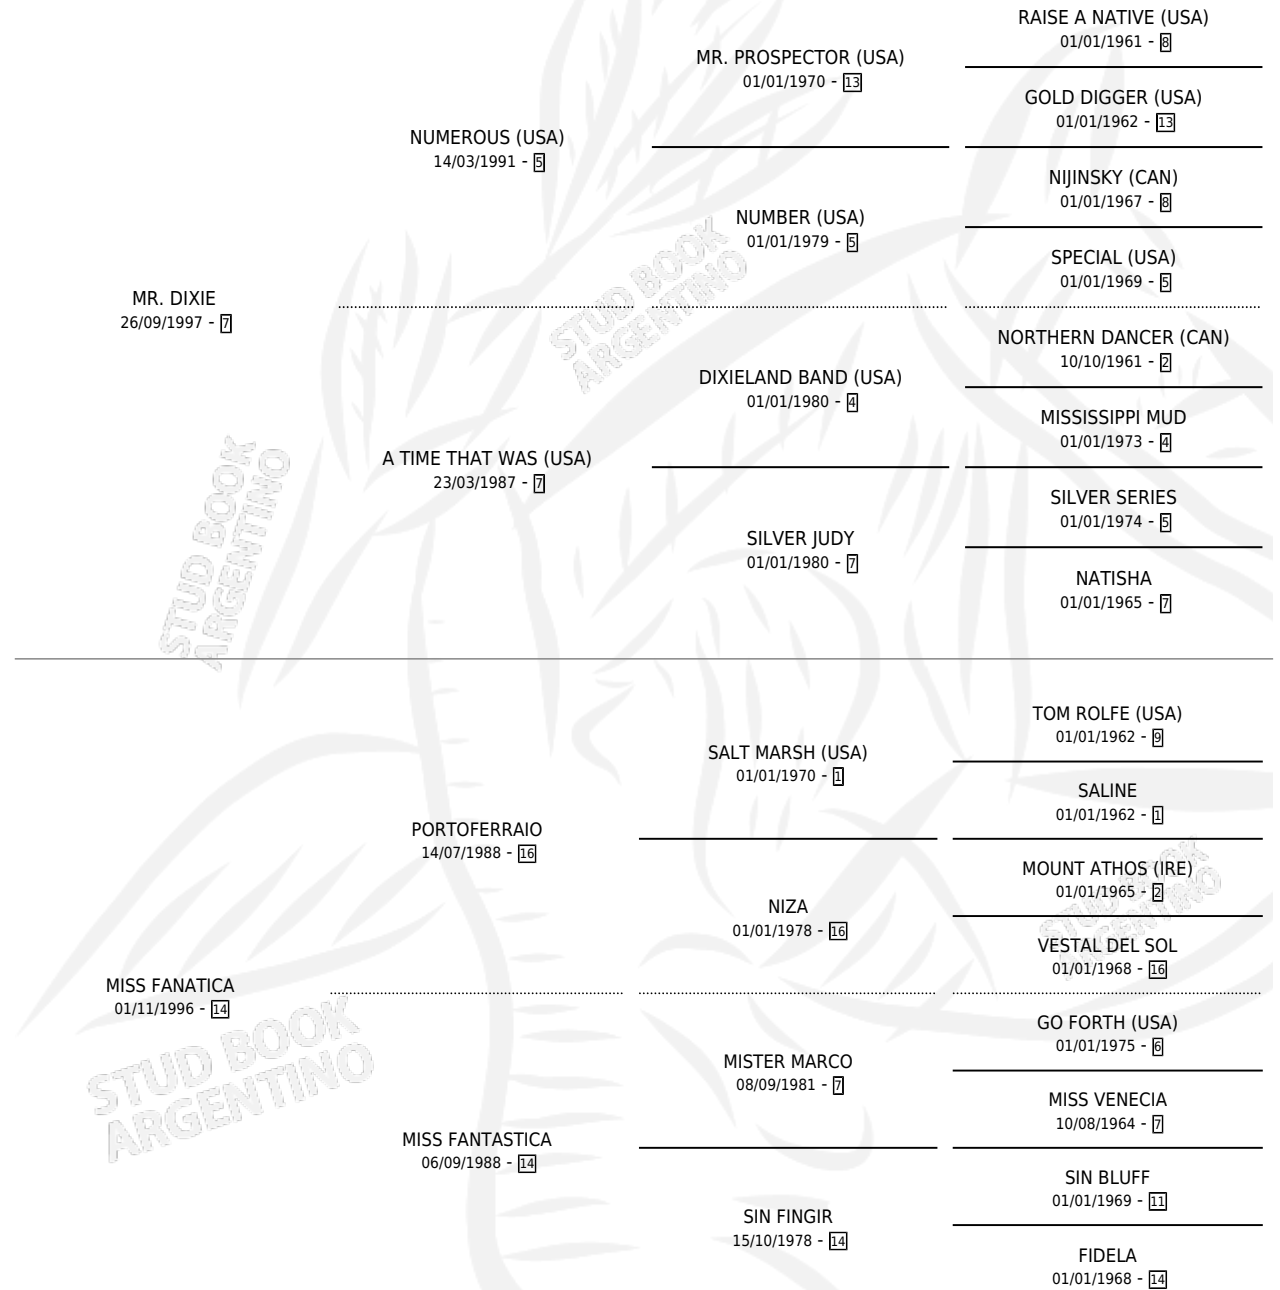 RAISE A NATIVE (USA)
01/01/1961 - 8
MR. PROSPECTOR (USA)
01/01/1970 - 13
GOLD DIGGER (USA)
01/01/1962 - 13
NUMEROUS (USA)
14/03/1991 - 5
NIJINSKY (CAN)
01/01/1967 - 8
NUMBER (USA)
01/01/1979 - 5
SPECIAL (USA)
01/01/1969 - 5
MR. DIXIE
26/09/1997 - 7
NORTHERN DANCER (CAN)
10/10/1961 - 2
DIXIELAND BAND (USA)
01/01/1980 - 4
MISSISSIPPI MUD
01/01/1973 - 4
A TIME THAT WAS (USA)
23/03/1987 - 7
SILVER SERIES
01/01/1974 - 5
SILVER JUDY
01/01/1980 - 7
NATISHA
01/01/1965 - 7
STUD BOOK
ARGENTINO
STUD BOOK
ARGENTINO
TOM ROLFE (USA)
01/01/1962 - 9
SALT MARSH (USA)
01/01/1970 - 1
SALINE
01/01/1962 - 1
PORTOFERRAIO
14/07/1988 - 16
MOUNT ATHOS (IRE)
01/01/1965 - 2
NIZA
01/01/1978 - 16
VESTAL DEL SOL
01/01/1968 - 16
STUD BOOK
ARGENTINO
MISS FANATICA
01/11/1996 - 14
GO FORTH (USA)
01/01/1975 - 6
MISTER MARCO
08/09/1981 - 7
MISS VENECIA
10/08/1964 - 7
MISS FANTASTICA
06/09/1988 - 14
SIN BLUFF
01/01/1969 - 11
SIN FINGIR
15/10/1978 - 14
FIDELA
01/01/1968 - 14
STUD BOOK
ARGENTINO